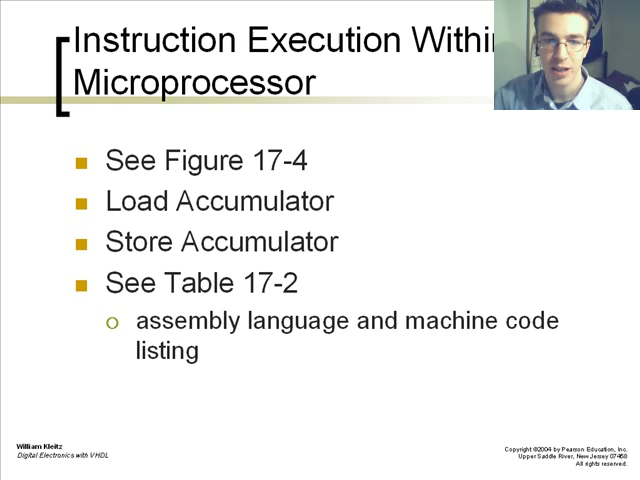 Instruction Execution Within
Microprocessor
See Figure 17-4
Load Accumulator
Store Accumulator
See Table 17-2
assembly language and machine code
listing
William Kleitz
Digital Electronics with VHDL
Copyright ©2004 by Pearson Education, Inc.
Upper Saddle River, New Jersey 07458
All rights reserved.